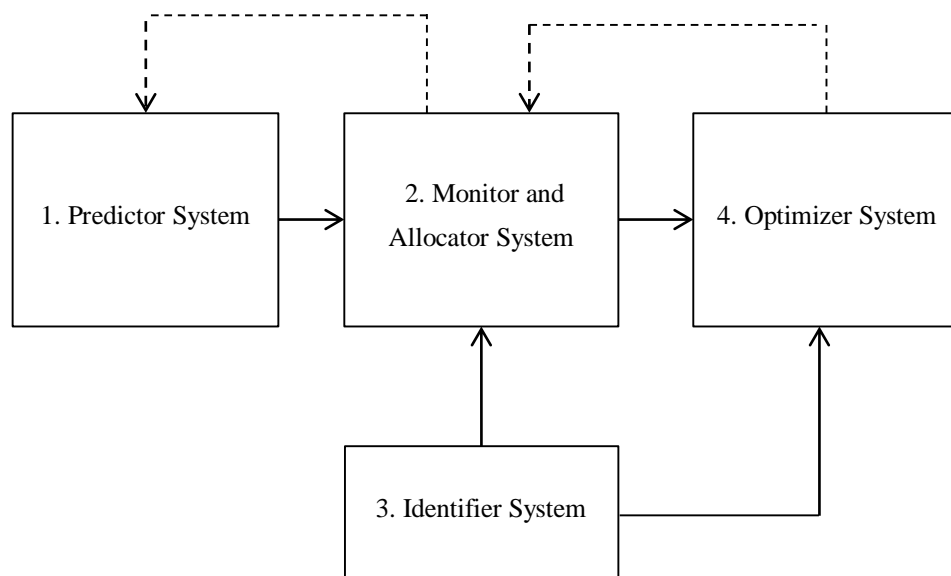 1. Predictor System
2. Monitor and
Allocator System
4. Optimizer System
3. Identifier System